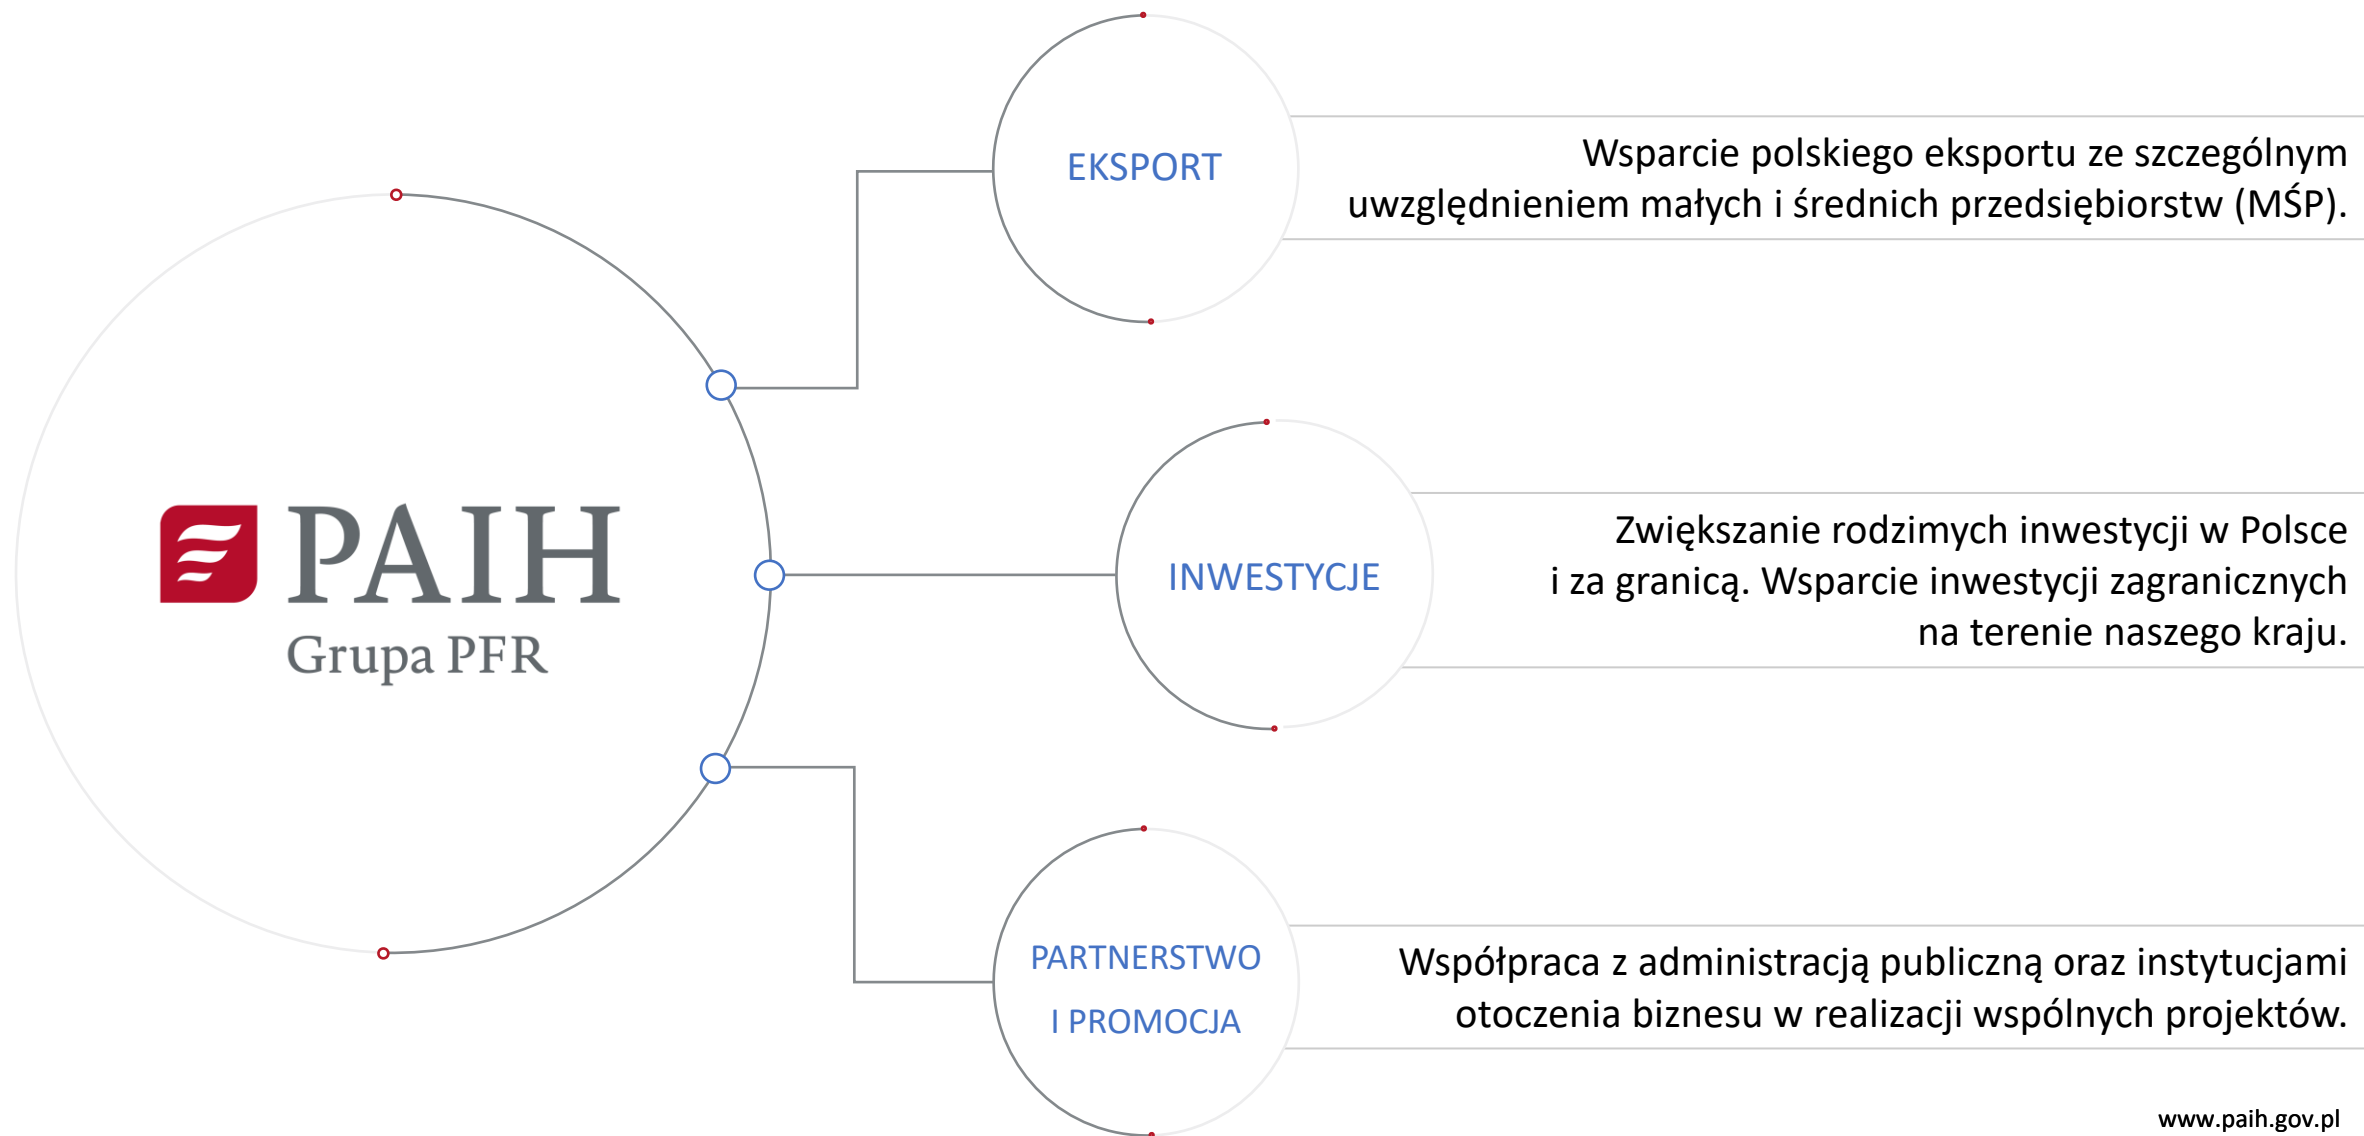 PAIH
Grupa PFR
EKSPORT
Wsparcie polskiego eksportu ze szczególnym
uwzględnieniem małych i średnich przedsiębiorstw (MŚP).
INWESTYCJE
Zwiększanie rodzimych inwestycji w Polsce
i za granicą. Wsparcie inwestycji zagranicznych
na terenie naszego kraju.
PARTNERSTWO
I PROMOCJA
Współpraca z administracją publiczną oraz instytucjami
otoczenia biznesu w realizacji wspólnych projektów.
www.paih.gov.pl